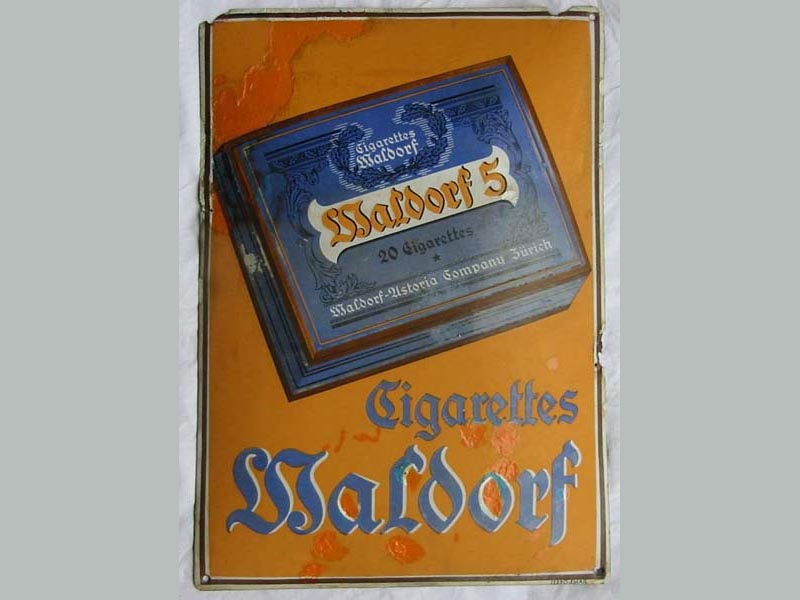 Cigarettes
Waldorf
Waldorf 5
20 Cigarettes
Waldorf-Astoria Company Zürich
Cigarettes
Waldorf